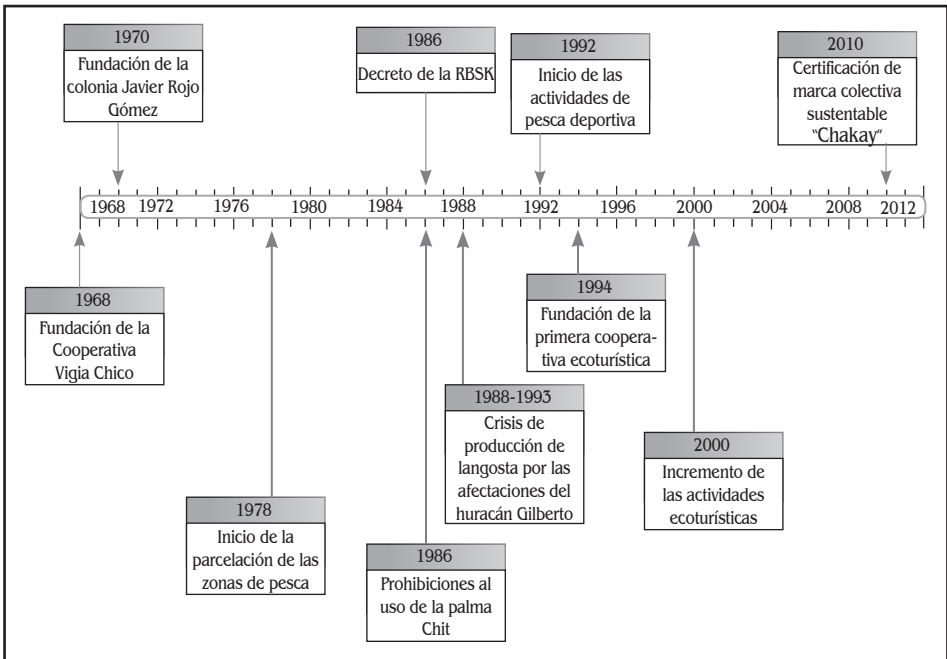 1970
Fundación de la
colonia Javier Rojo
Gómez
1986
Decreto de la RBSK
1992
Inicio de las
actividades de
pesca deportiva
2010
Certificación de
marca colectiva
sustentable
"Chakay"
1968 1972 1976 1980 1984 1988 1992 1996 2000 2004 2008 2012
1968
Fundación de la
Cooperativa
Vigia Chico
1994
Fundación de la
primera coopera-
tiva ecoturística
1988-1993
Crisis de
producción de
langosta por las
afectaciones del
huracán Gilberto
2000
Incremento de
las actividades
ecoturísticas
1978
Inicio de la
parcelación de las
zonas de pesca
1986
Prohibiciones al
uso de la palma
Chit